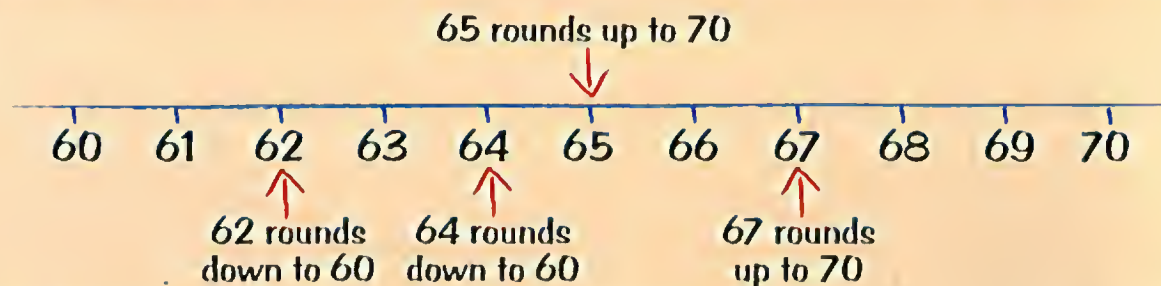 65 rounds up to 70
60 61 62 63 64 65 66 67 68 69 70
62 rounds
down to 60
64 rounds
down to 60
67 rounds
up to 70